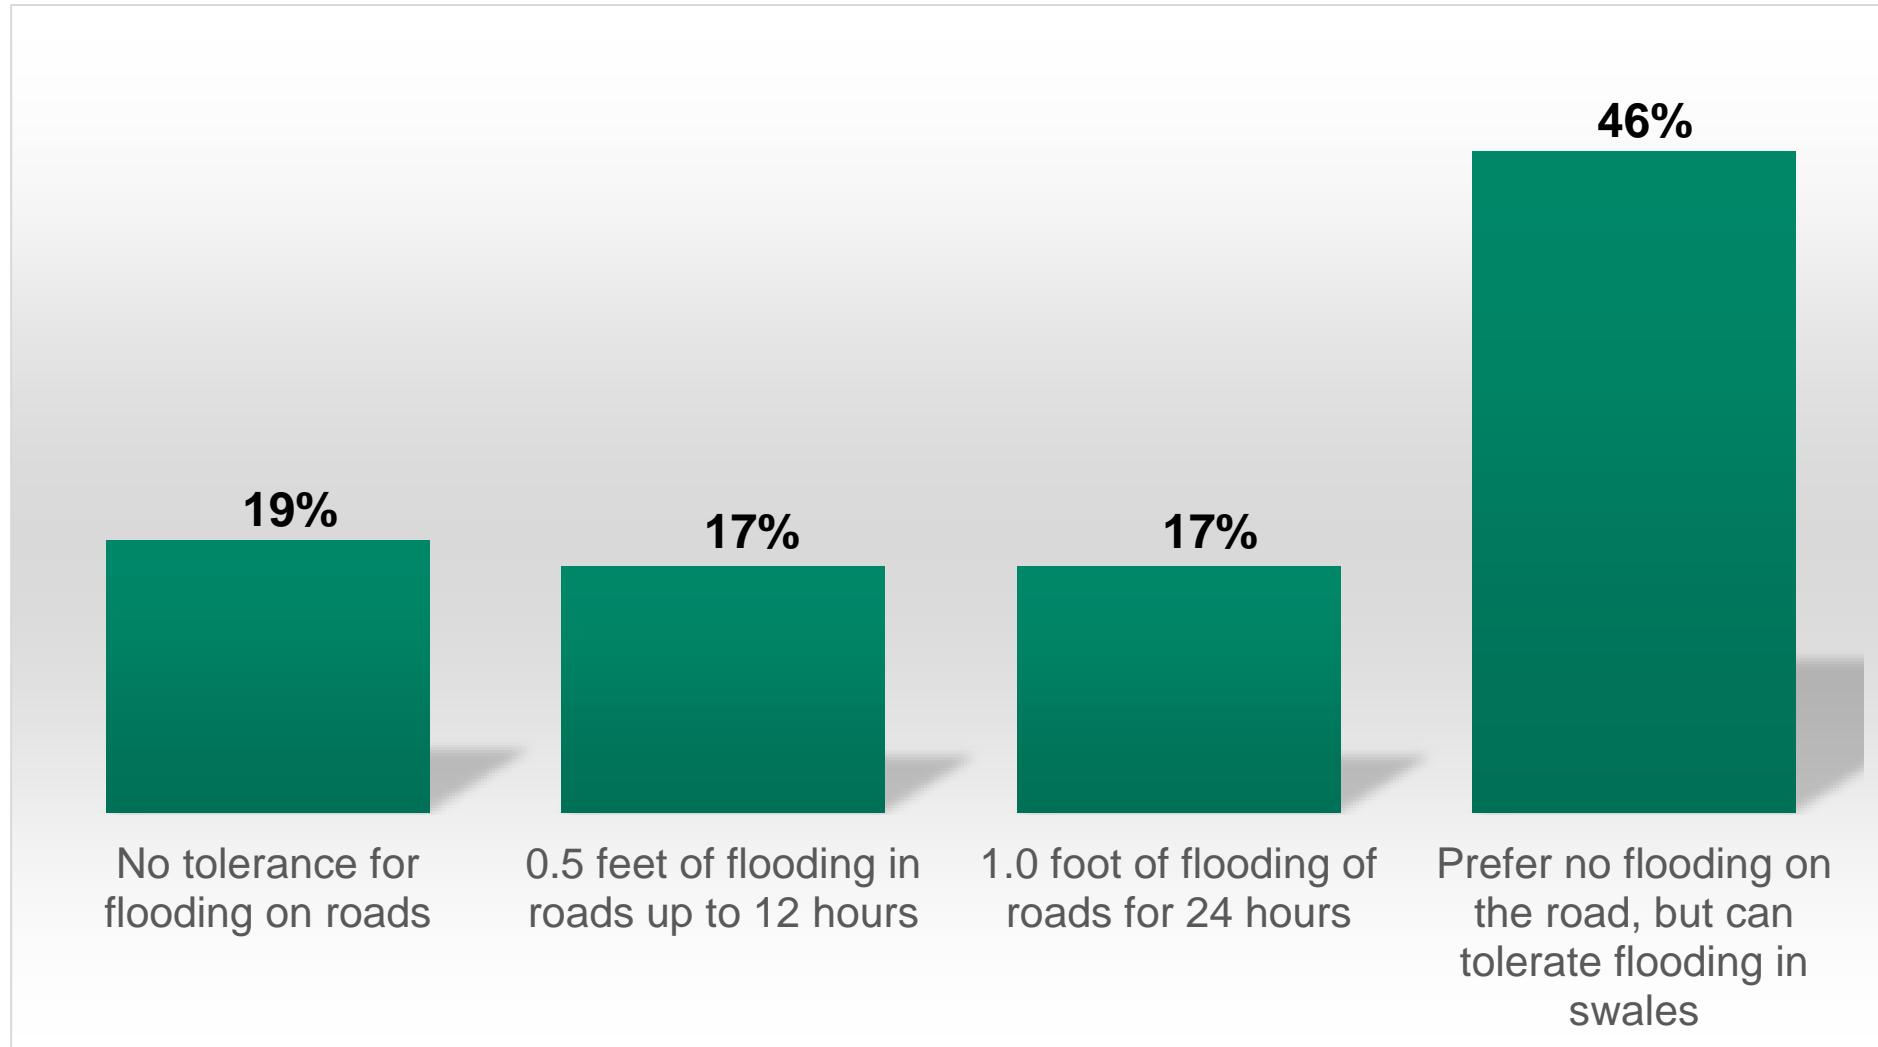 46%
19%
17%
17%
No tolerance for
flooding on roads
0.5 feet of flooding in
roads up to 12 hours
1.0 foot of flooding of
roads for 24 hours
Prefer no flooding on
the road, but can
tolerate flooding in
swales